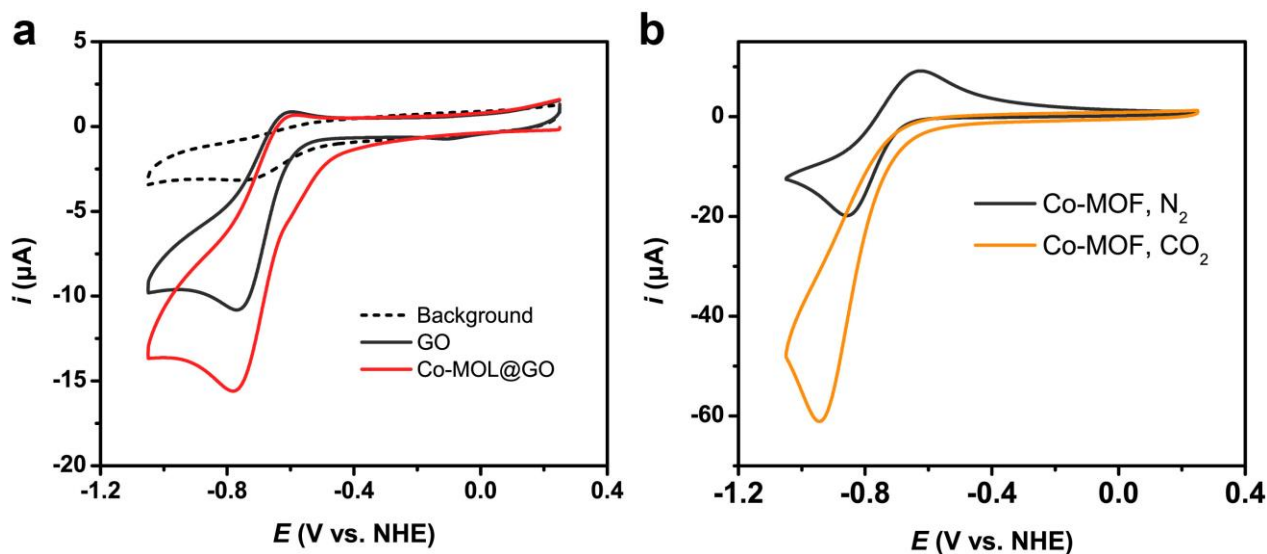 a
5
0
-5
-10
-15
-20
i (µA)
Background
GO
Co-MOL@GO
-1.2 -0.8 -0.4 0.0 0.4
E (V vs. NHE)
b
0
-20
-40
-60
i (µA)
Co-MOF, N₂
Co-MOF, CO₂
-1.2 -0.8 -0.4 0.0 0.4
E (V vs. NHE)